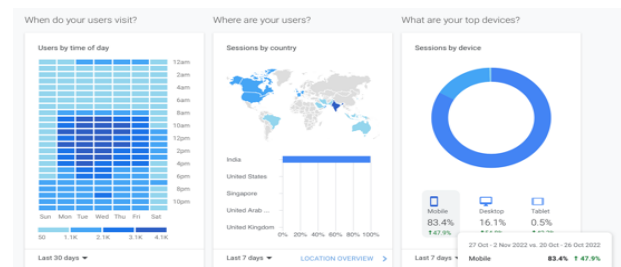 When do your users visit?
Where are your users?
What are your top devices?
Users by time of day
12am
2am
4am
6am
8am
10am
12pm
2pm
4pm
6pm
8pm
10pm
Sun Mon Tue Wed Thu Fri Sat
50 1.1K 2.1K 3.1K 4.1K
Last 30 days
Sessions by country
India
United States
Singapore
United Arab ...
United Kingdom
0% 20% 40% 60% 80% 100%
Last 7 days
LOCATION OVERVIEW >
Sessions by device
Mobile Desktop Tablet
83.4% 16.1% 0.5%
47.9%
Last 7 days
27 Oct - 2 Nov 2022 vs. 20 Oct - 26 Oct 2022
Mobile 83.4% 47.9%